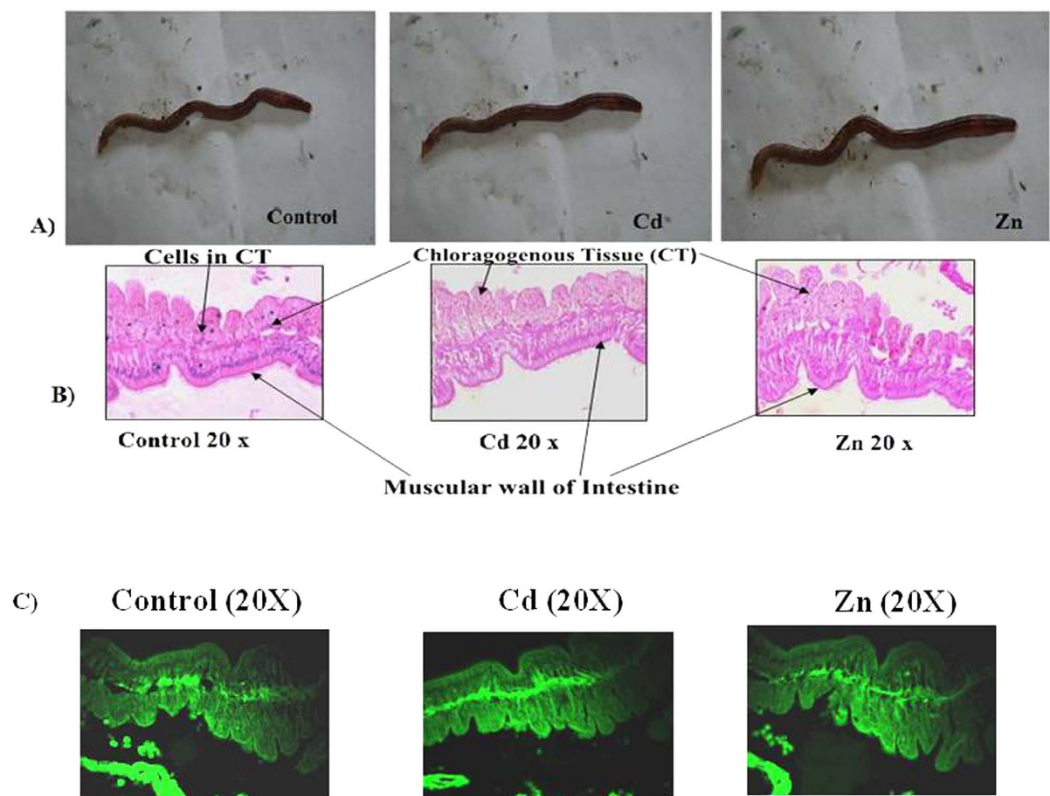 Control
Cd
Zn
A)
Cells in CT
Chloragogenous Tissue (CT)
B)
Control 20 x
Cd 20 x
Zn 20 x
Muscular wall of Intestine
C)
Control (20X)
Cd (20X)
Zn (20X)